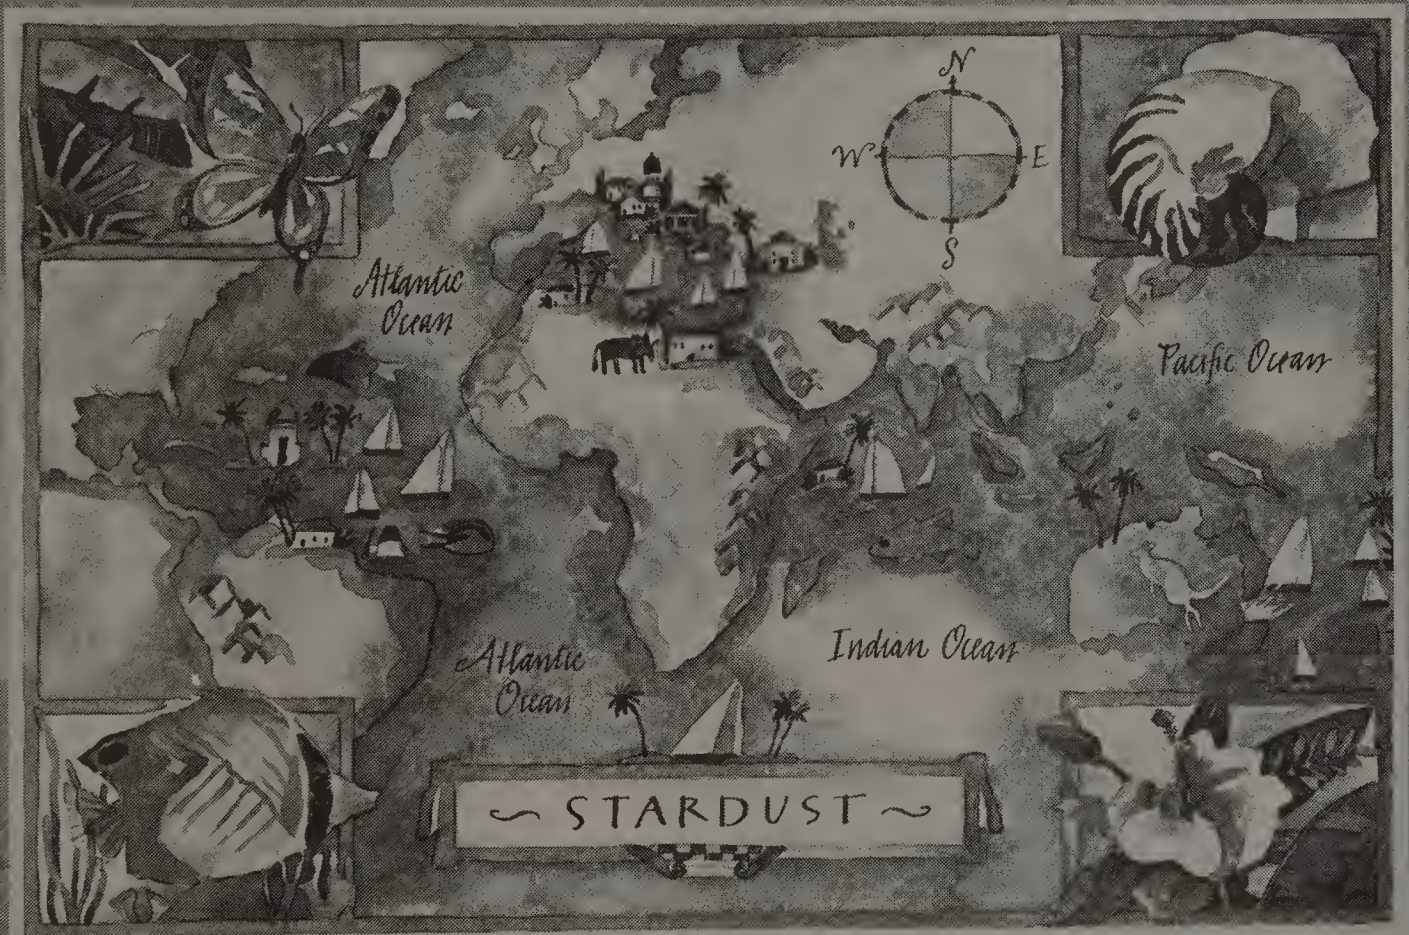 N
W E
S
Atlantic
Ocean
Pacific Ocean
Indian Ocean
Atlantic
Ocean
~ STARDUST ~